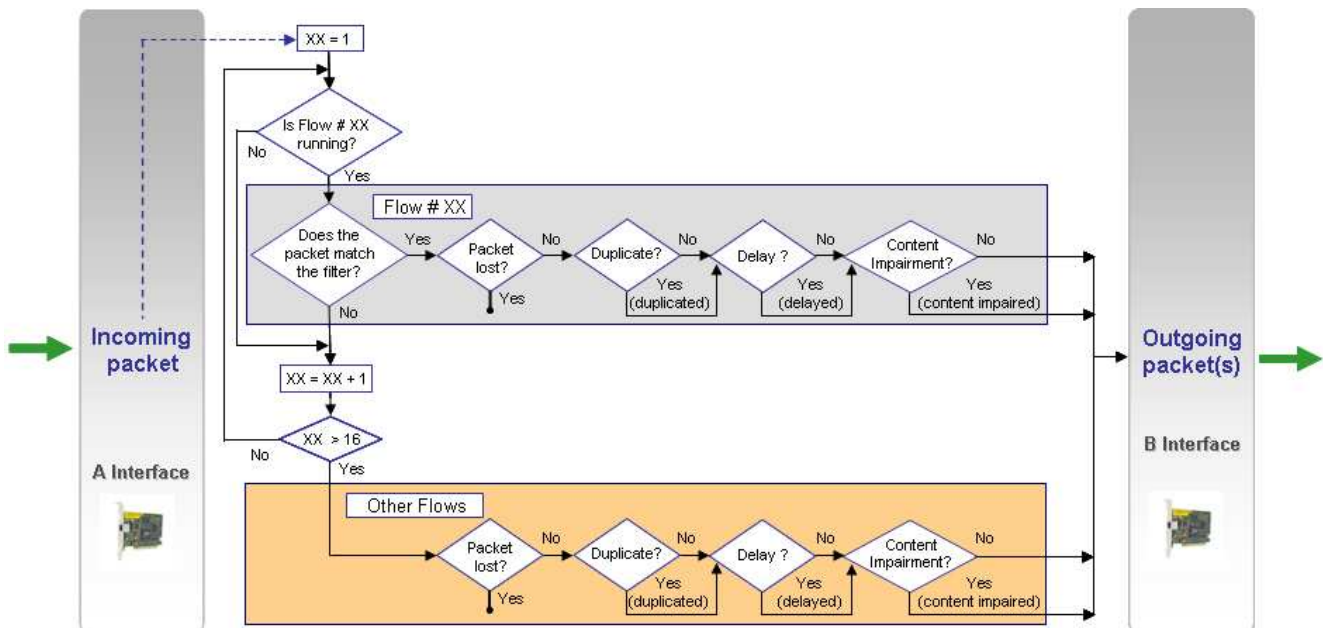 XX = 1
Is Flow # XX
running?
No
Yes
Flow # XX
Does the
packet match
the filter?
Yes
No
Packet
lost?
No
Yes
Duplicate?
No
Yes
(duplicated)
Delay ?
No
Yes
(delayed)
Content
Impairment?
No
Yes
(content impaired)
Incoming
packet
Outgoing
packet(s)
XX = XX + 1
XX > 16
No
Yes
A Interface
B Interface
Other Flows
Packet
lost?
No
Yes
Duplicate?
No
Yes
(duplicated)
Delay ?
No
Yes
(delayed)
Content
Impairment?
No
Yes
(content impaired)